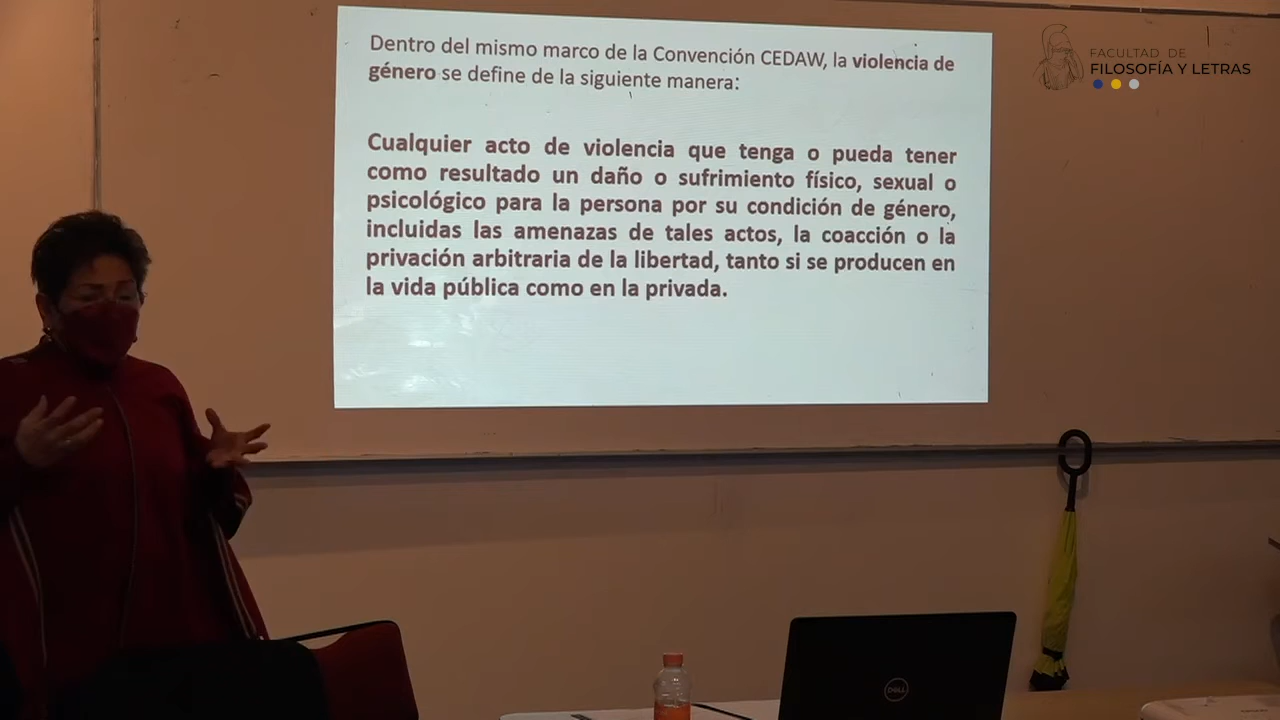 Dentro del mismo marco de la Convención CEDAW, la violencia de
género se define de la siguiente manera:
Cualquier acto de violencia que tenga o pueda tener
como resultado un daño o sufrimiento físico, sexual o
psicológico para la persona por su condición de género,
incluidas las amenazas de tales actos, la coacción o la
privación arbitraria de la libertad, tanto si se producen en
la vida pública como en la privada.
FACULTAD DE
FILOSOFÍA Y LETRAS
DELL